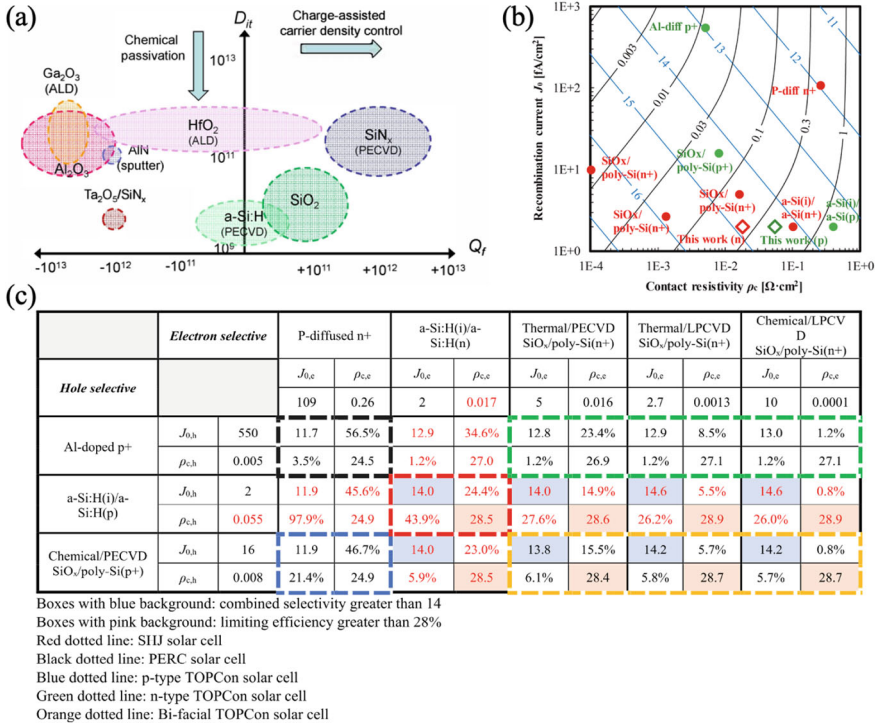 (a)
D_it
Charge-assisted
carrier density control
Chemical
passivation
10^13
Ga2O3
(ALD)
HfO2
(ALD)
SiNx
(PECVD)
AlN
(sputter)
Al2O3
10^11
Ta2O5/SiNx
SiO2
a-Si:H
(PECVD)
10^9
Q_f
-10^13
-10^12
-10^11
+10^11
+10^12
+10^13
(b)
Recombination current J0 [fA/cm²]
1E+3
1E+2
1E+1
1E+0
1E-4
1E-3
1E-2
1E-1
1E+0
Contact resistivity ρc [Ω·cm²]
0.003
0.01
0.03
0.1
0.3
1
11
12
13
14
15
16
Al-diff p+
P-diff n+
SiOx/
poly-Si(n+)
SiOx/
poly-Si(p+)
SiOx/
poly-Si(n+)
SiOx/
poly-Si(n+)
a-Si(i)/
a-Si(n+)
a-Si(i)/
a-Si(p)
This work (n)
This work (p)
(c)
Electron selective
P-diffused n+
a-Si:H(i)/a-
Si:H(n)
Thermal/PECVD
SiOx/poly-Si(n+)
Thermal/LPCVD
SiOx/poly-Si(n+)
Chemical/LPCV
D
SiOx/poly-Si(n+)
Hole selective
J0,e ρc,e J0,e ρc,e J0,e ρc,e J0,e ρc,e J0,e ρc,e
109 0.26 2 0.017 5 0.016 2.7 0.0013 10 0.0001
Al-doped p+
J0,h 550 11.7 56.5% 12.9 34.6% 12.8 23.4% 12.9 8.5% 13.0 1.2%
ρc,h 0.005 3.5% 24.5 1.2% 27.0 1.2% 26.9 1.2% 27.1 1.2% 27.1
a-Si:H(i)/a-
Si:H(p)
J0,h 2 11.9 45.6% 14.0 24.4% 14.0 14.9% 14.6 5.5% 14.6 0.8%
ρc,h 0.055 97.9% 24.9 43.9% 28.5 27.6% 28.6 26.2% 28.9 26.0% 28.9
Chemical/PECVD
SiOx/poly-Si(p+)
J0,h 16 11.9 46.7% 14.0 23.0% 13.8 15.5% 14.2 5.7% 14.2 0.8%
ρc,h 0.008 21.4% 24.9 5.9% 28.5 6.1% 28.4 5.8% 28.7 5.7% 28.7
Boxes with blue background: combined selectivity greater than 14
Boxes with pink background: limiting efficiency greater than 28%
Red dotted line: SHJ solar cell
Black dotted line: PERC solar cell
Blue dotted line: p-type TOPCon solar cell
Green dotted line: n-type TOPCon solar cell
Orange dotted line: Bi-facial TOPCon solar cell